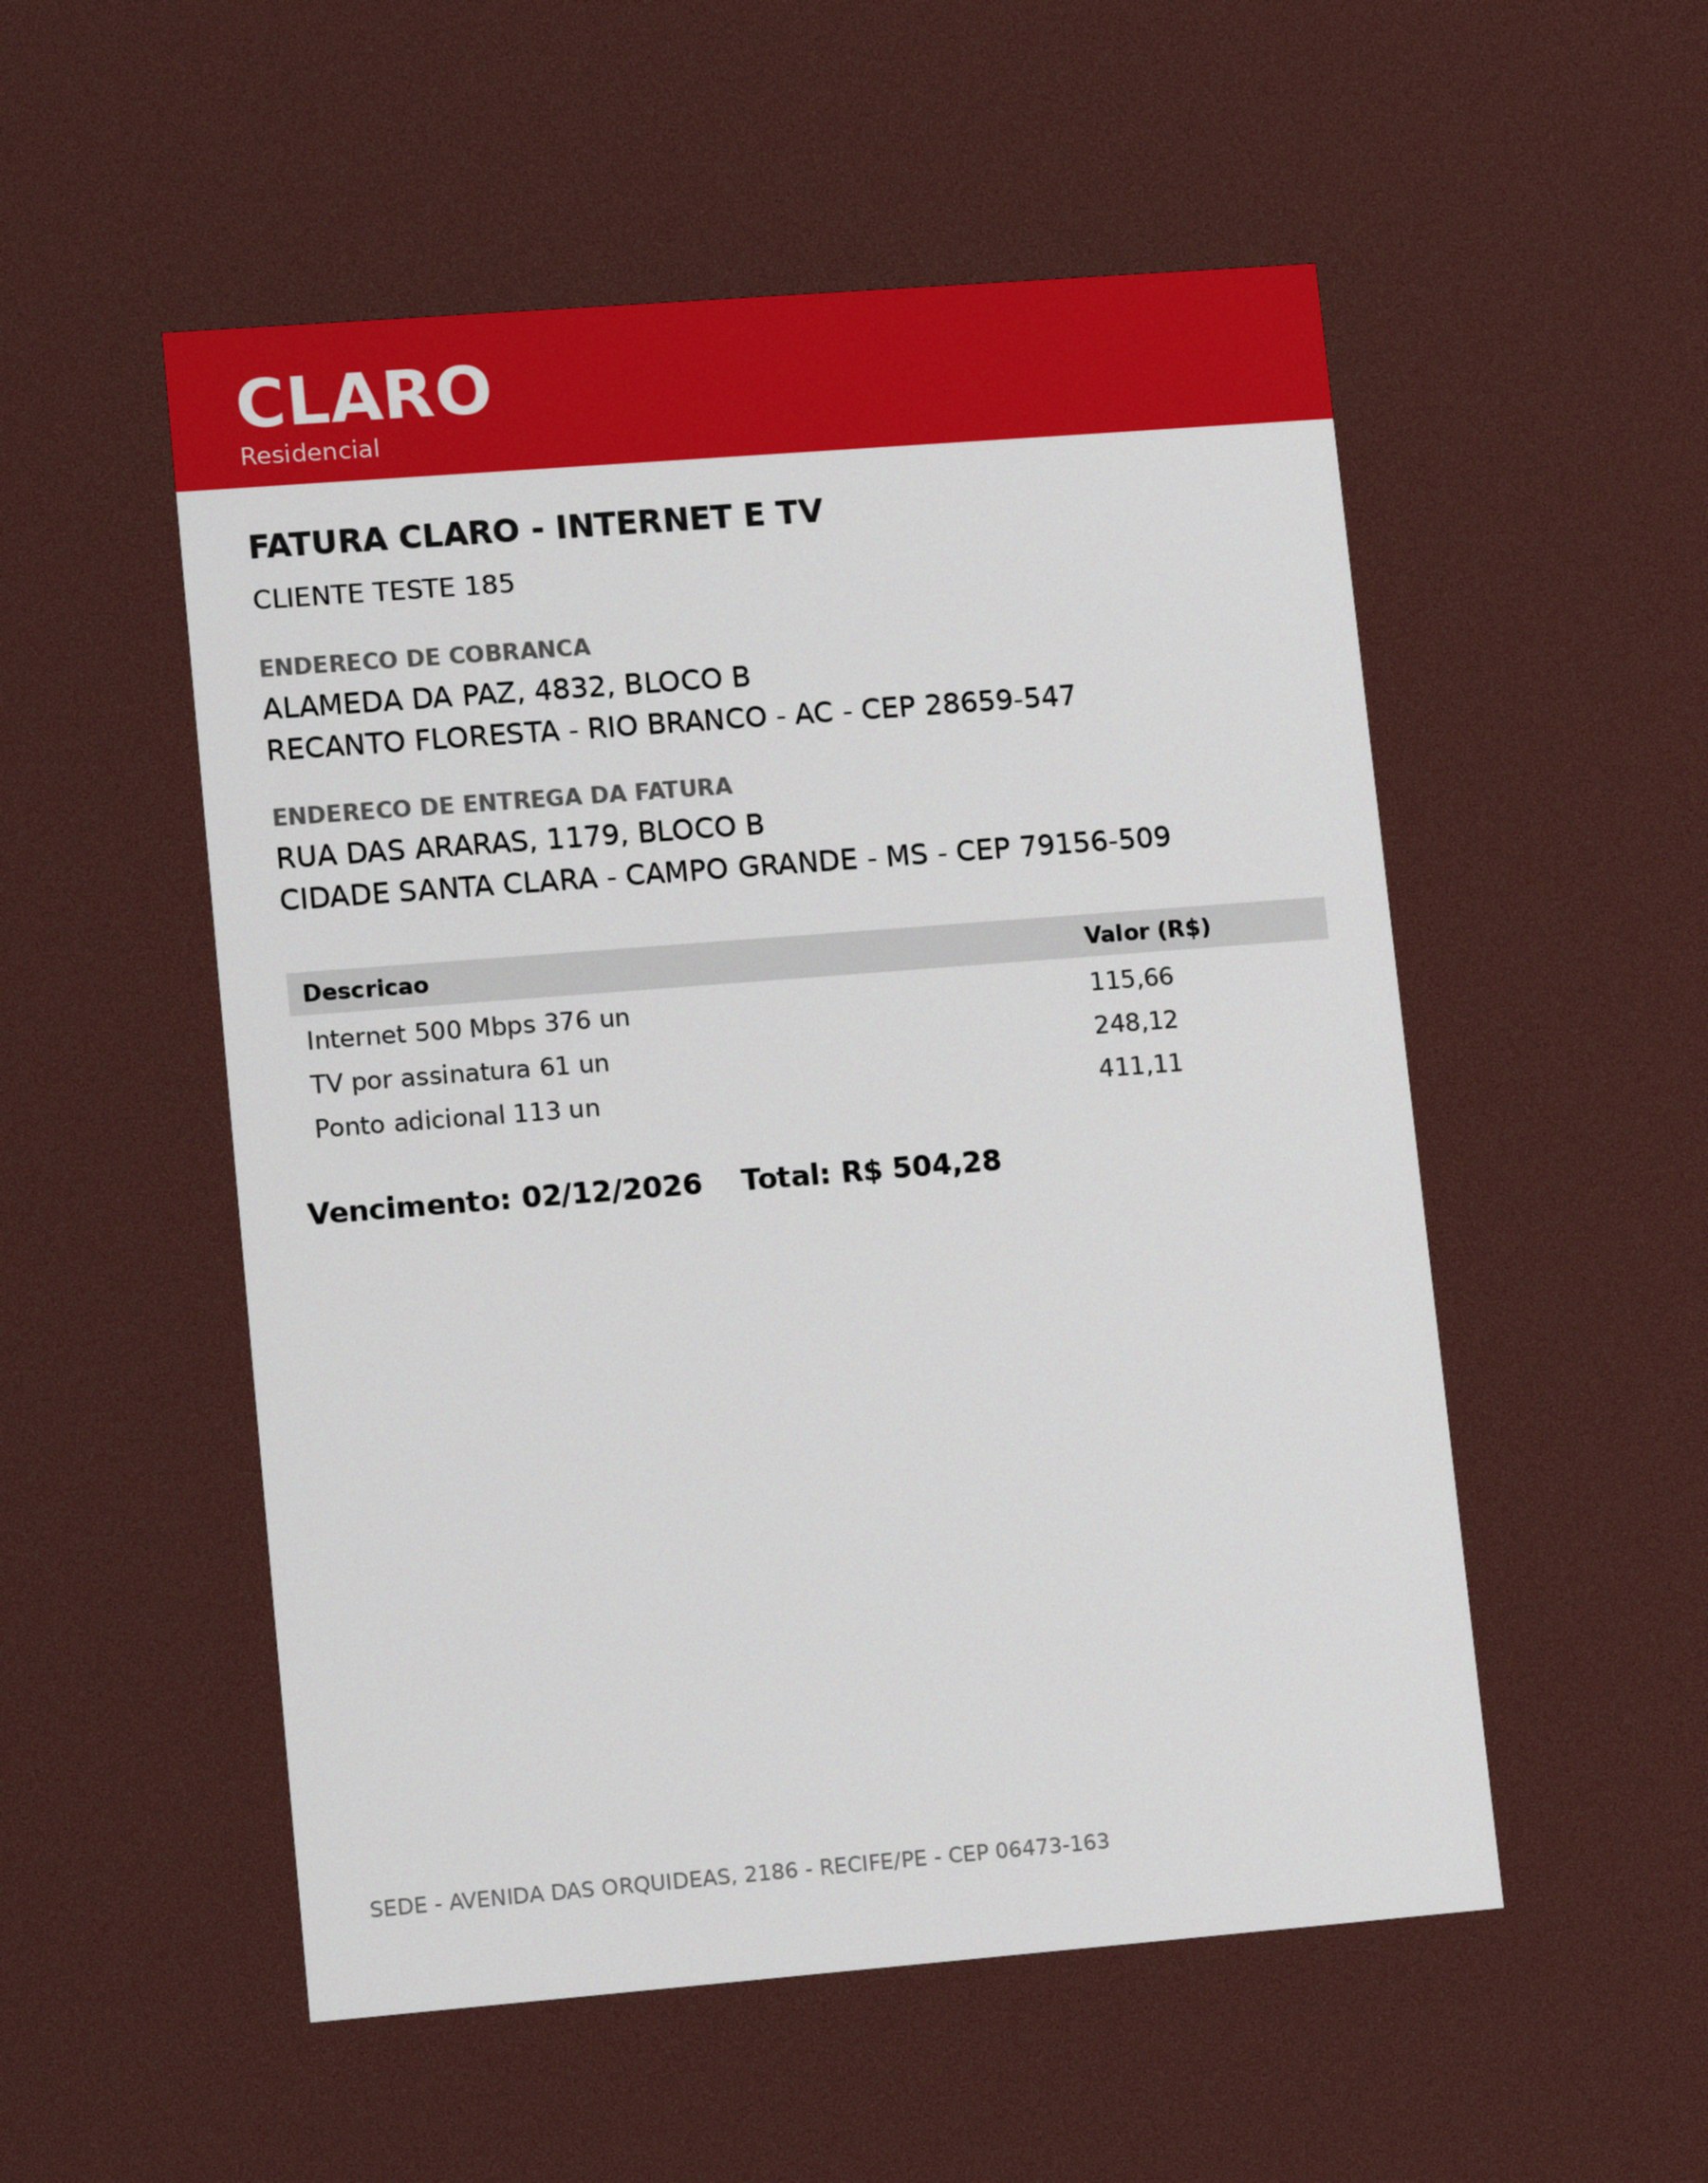 CLARO
Residencial
FATURA CLARO - INTERNET E TV
CLIENTE TESTE 185
ENDERECO DE COBRANCA
ALAMEDA DA PAZ, 4832, BLOCO B
RECANTO FLORESTA - RIO BRANCO - AC - CEP 28659-547
ENDERECO DE ENTREGA DA FATURA
RUA DAS ARARAS, 1179, BLOCO B
CIDADE SANTA CLARA - CAMPO GRANDE - MS - CEP 79156-509
Descricao Valor (R$)
Internet 500 Mbps 376 un 115,66
TV por assinatura 61 un 248,12
Ponto adicional 113 un 411,11
Vencimento: 02/12/2026 Total: R$ 504,28
SEDE - AVENIDA DAS ORQUIDEAS, 2186 - RECIFE/PE - CEP 06473-163